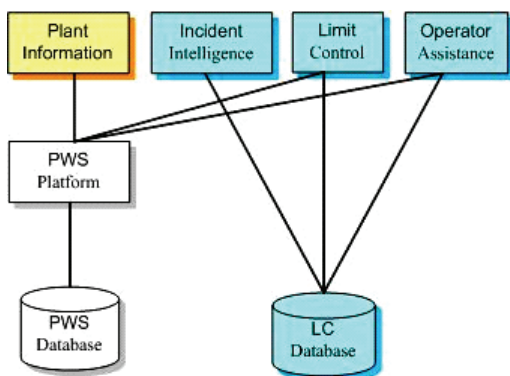 Plant
Information
Incident
Intelligence
Limit
Control
Operator
Assistance
PWS
Platform
PWS
Database
LC
Database